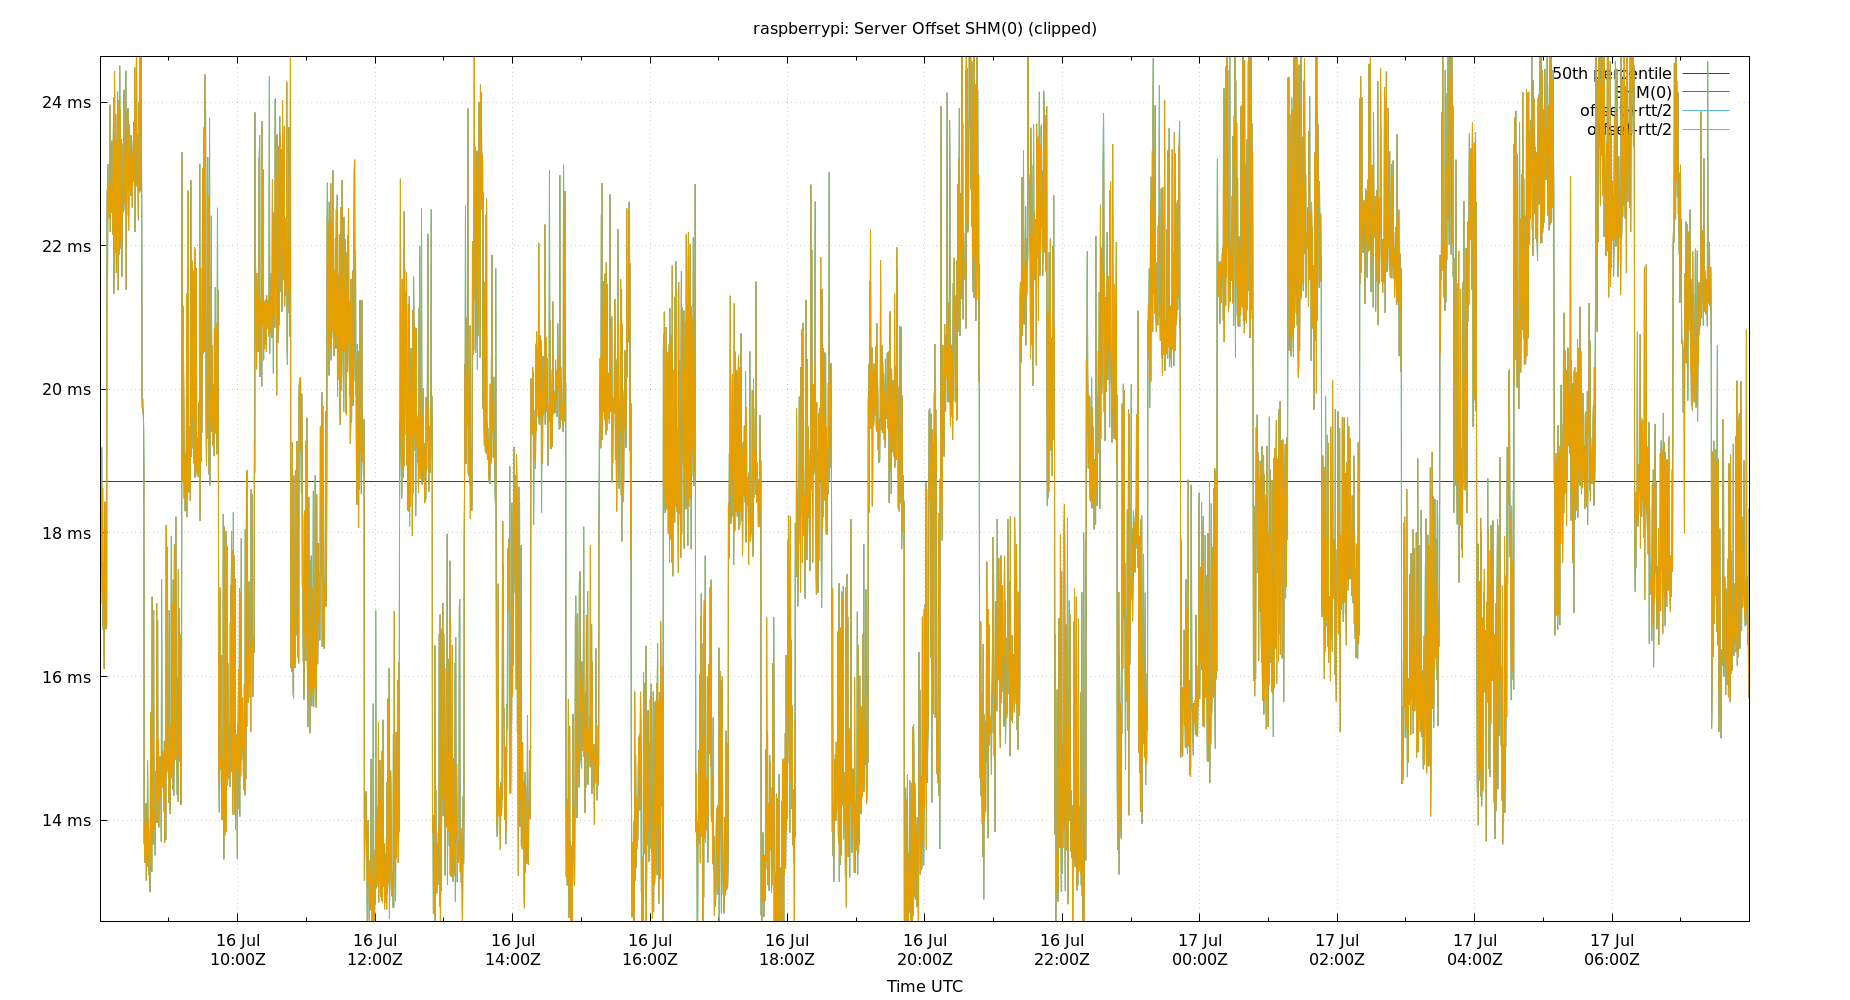 raspberrypi: Server Offset SHM(0) (clipped)
50th percentile
SHM(0)
offset+rtt/2
offset-rtt/2
24 ms
22 ms
20 ms
18 ms
16 ms
14 ms
16 Jul 16 Jul 16 Jul 16 Jul 16 Jul 16 Jul 16 Jul 17 Jul 17 Jul 17 Jul 17 Jul
10:00Z 12:00Z 14:00Z 16:00Z 18:00Z 20:00Z 22:00Z 00:00Z 02:00Z 04:00Z 06:00Z
Time UTC